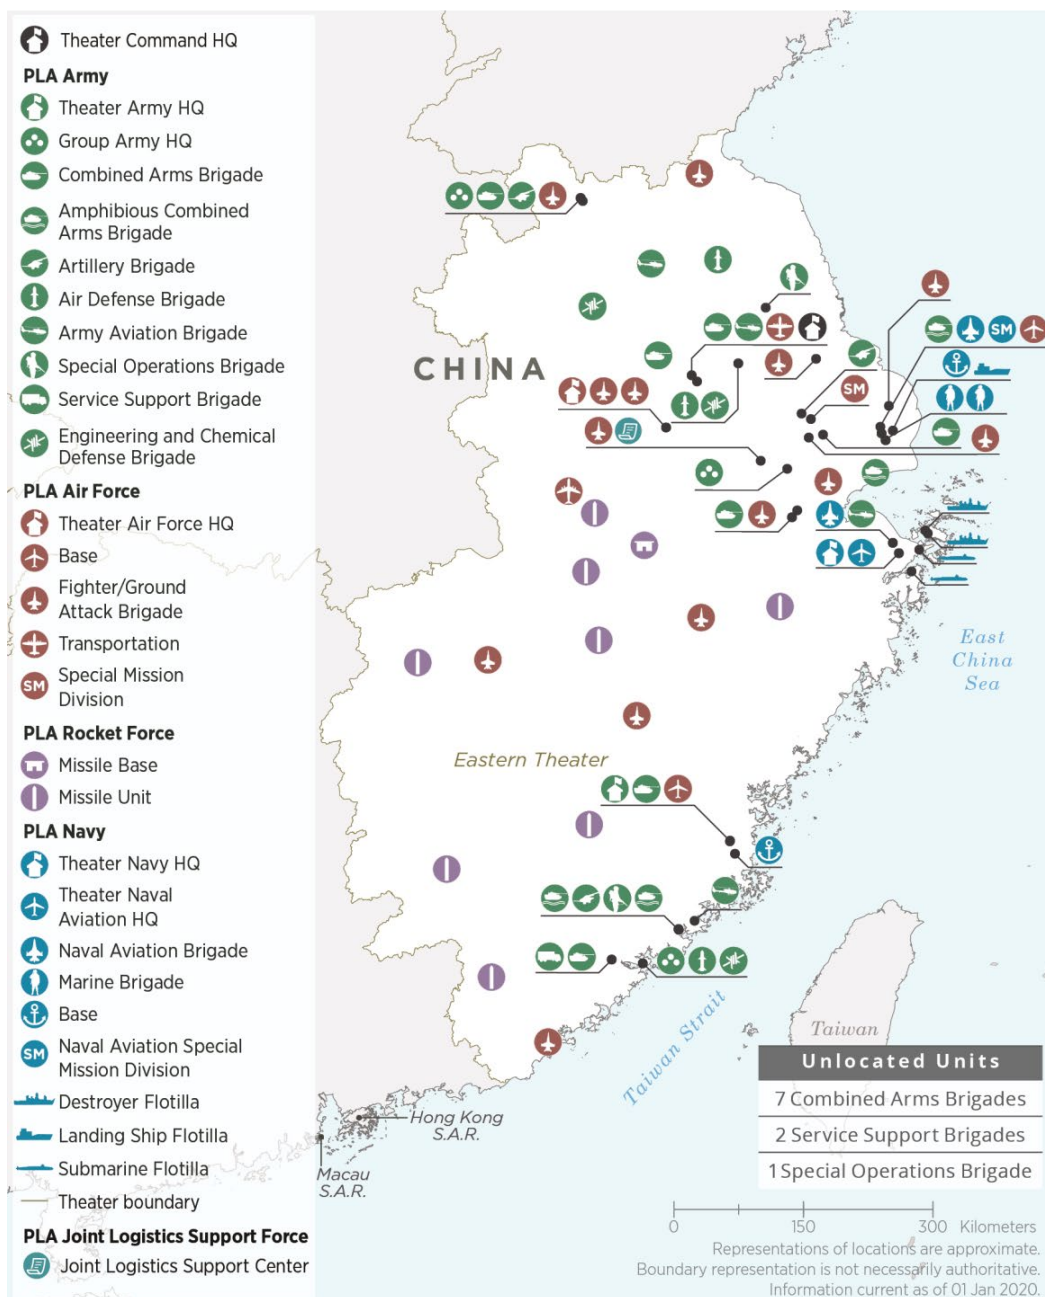 Theater Command HQ
PLA Army
Theater Army HQ
Group Army HQ
Combined Arms Brigade
Amphibious Combined
Arms Brigade
Artillery Brigade
Air Defense Brigade
Army Aviation Brigade
Special Operations Brigade
Service Support Brigade
Engineering and Chemical
Defense Brigade
PLA Air Force
Theater Air Force HQ
Base
Fighter/Ground
Attack Brigade
Transportation
SM
Special Mission
Division
PLA Rocket Force
Missile Base
Missile Unit
PLA Navy
Theater Navy HQ
Theater Naval
Aviation HQ
Naval Aviation Brigade
Marine Brigade
Base
SM
Naval Aviation Special
Mission Division
Destroyer Flotilla
Landing Ship Flotilla
Submarine Flotilla
Theater boundary
PLA Joint Logistics Support Force
Joint Logistics Support Center
SM
CHINA
SM
East
China
Sea
Eastern Theater
Taiwan Strait
Taiwan
Hong Kong
S.A.R.
Macau
S.A.R.
Unlocated Units
7 Combined Arms Brigades
2 Service Support Brigades
1 Special Operations Brigade
0 150 300 Kilometers
Representations of locations are approximate.
Boundary representation is not necessarily authoritative.
Information current as of 01 Jan 2020.